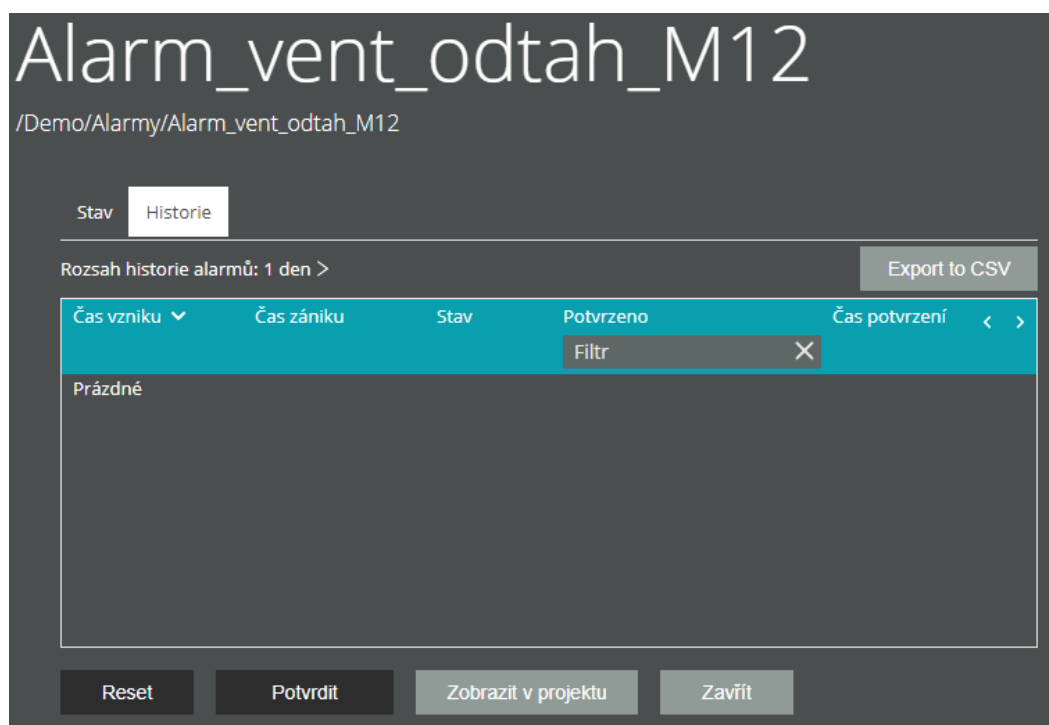 Alarm_vent_odtah_M12
/Demo/Alarmy/Alarm_vent_odtah_M12
Stav Historie
Rozsah historie alarmů: 1 den > Export to CSV
Čas vzniku Čas zániku Stav Potvrzeno Čas potvrzení < >
Filtr
Prázdné
Reset Potvrdit Zobrazit v projektu Zavřít